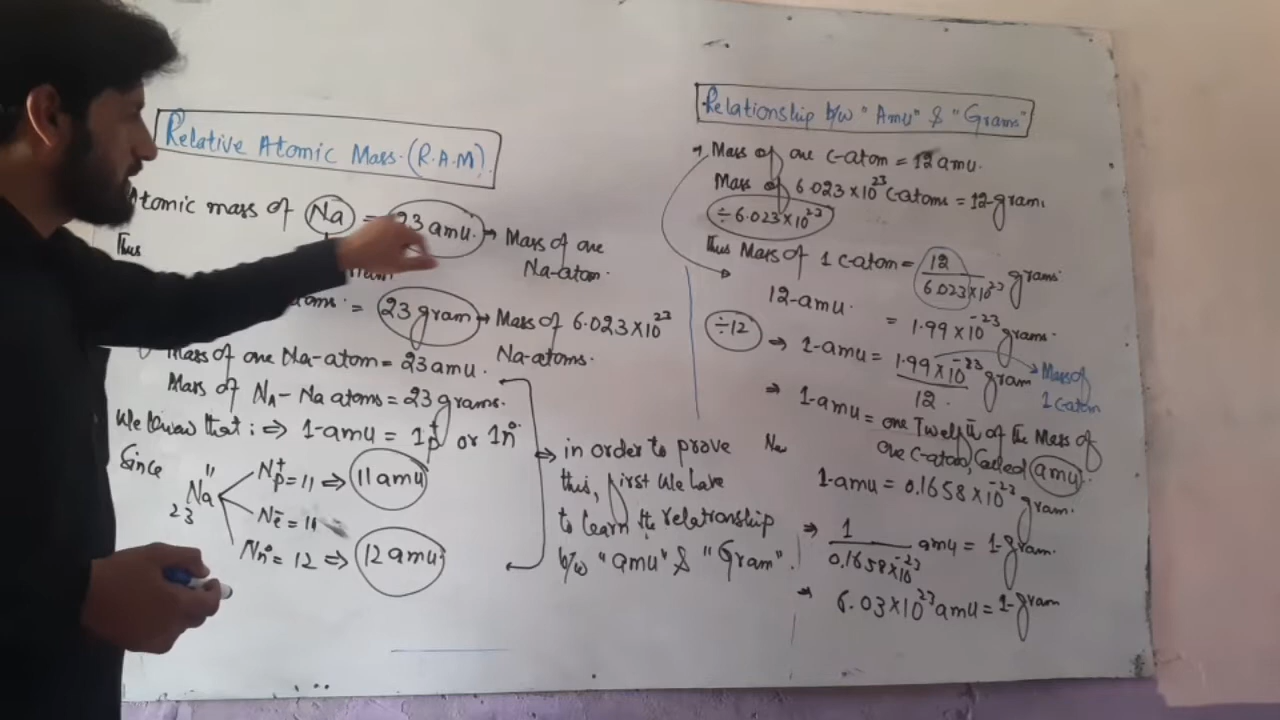 Relative Atomic Mass. (R.A.M)
Atomic mass of Na = 23 amu. → Mass of one
Na-atom.
Thus
= 23 gram → Mass of 6.023×10²³
Na-atoms.
Mass of one Na-atom = 23 amu.
Mass of Nᴀ - Na atoms = 23 grams.
We know that: ⇒ 1-amu = 1p⁺ or 1n°
Since
Na 11 23
Np⁺ = 11 ⇒ 11 amu
Ne⁻ = 11
Nn° = 12 ⇒ 12 amu
⇒ in order to prove
this, first we have
to learn the relationship
b/w "amu" & "Gram".
Relationship b/w "Amu" & "Grams"
→ Mass of one C-atom = 12 amu.
Mass of 6.023×10²³ C atoms = 12-gram.
÷ 6.023×10²³
Thus Mass of 1 C-atom = 12 / 6.023×10²³ grams.
12-amu. = 1.99×10⁻²³ grams.
÷12 ⇒ 1-amu = 1.99×10⁻²³ / 12 gram → Mass of
1 C-atom
⇒ 1-amu = one Twelfth of the Mass of
one C-atom, Called amu.
1-amu = 0.1658×10⁻²³ gram.
⇒ 1 / 0.1658×10⁻²³ amu = 1-gram.
⇒ 6.03×10²³ amu = 1-gram